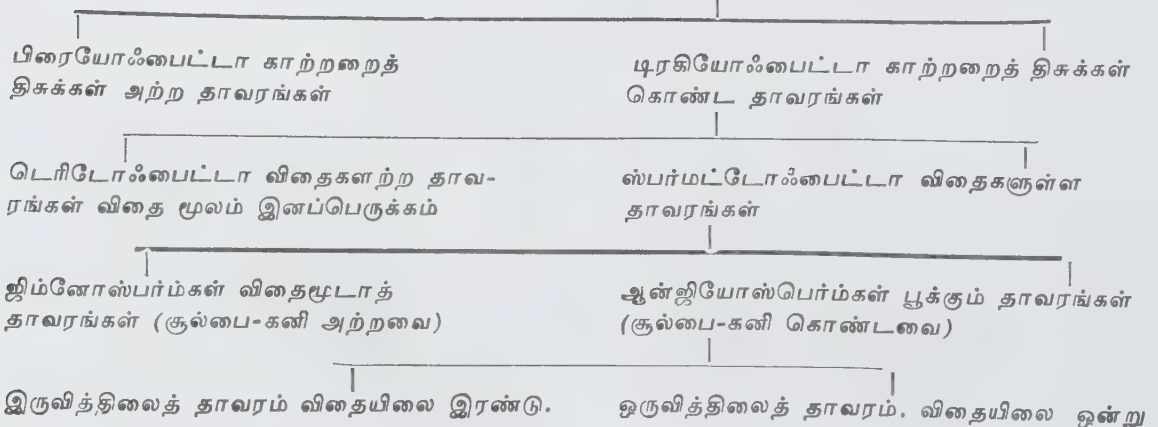 பிரையோஃபைட்டா காற்றறைத்
திசுக்கள் அற்ற தாவரங்கள்
டிரகியோஃபைட்டா காற்றறைத் திசுக்கள்
கொண்ட தாவரங்கள்
டெரிடோஃபைட்டா விதைகளற்ற தாவ-
ரங்கள் விதை மூலம் இனப்பெருக்கம்
ஸ்பர்மட்டோஃபைட்டா விதைகளுள்ள
தாவரங்கள்
ஜிம்னோஸ்பர்ம்கள் விதைமூடாத்
தாவரங்கள் (சூல்பை-கனி அற்றவை)
ஆன்ஜியோஸ்பெர்ம்கள் பூக்கும் தாவரங்கள்
(சூல்பை-கனி கொண்டவை)
இருவித்திலைத் தாவரம் விதையிலை இரண்டு.
ஒருவித்திலைத் தாவரம். விதையிலை ஒன்று